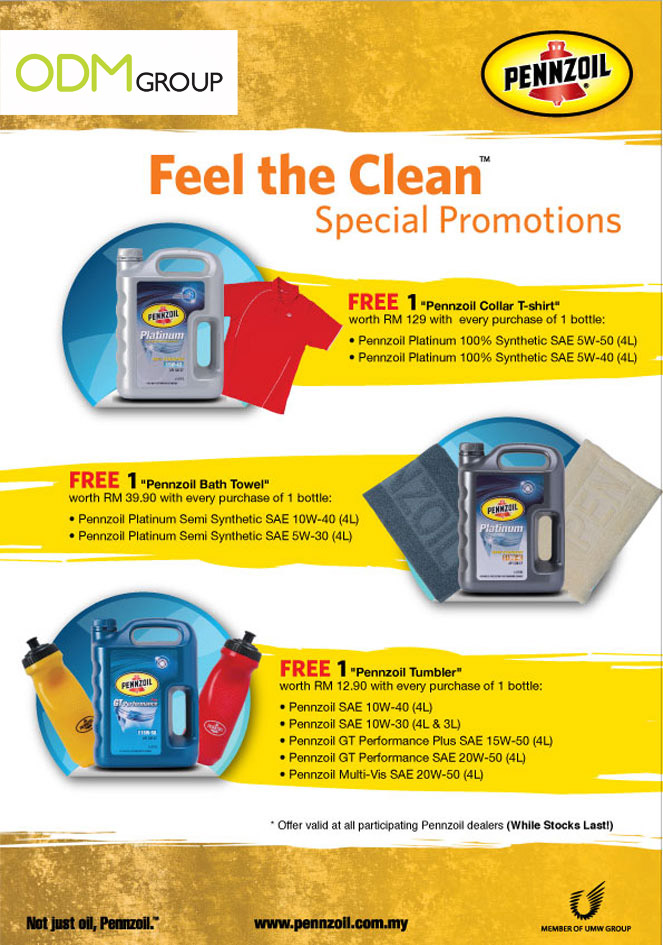 ODM GROUP
PENNZOIL®
Feel the Clean™
Special Promotions
FREE 1 "Pennzoil Collar T-shirt"
worth RM 129 with every purchase of 1 bottle:
• Pennzoil Platinum 100% Synthetic SAE 5W-50 (4L)
• Pennzoil Platinum 100% Synthetic SAE 5W-40 (4L)
PENNZOIL
Platinum
FREE 1 "Pennzoil Bath Towel"
worth RM 39.90 with every purchase of 1 bottle:
• Pennzoil Platinum Semi Synthetic SAE 10W-40 (4L)
• Pennzoil Platinum Semi Synthetic SAE 5W-30 (4L)
PENNZOIL
Platinum
FREE 1 "Pennzoil Tumbler"
worth RM 12.90 with every purchase of 1 bottle:
• Pennzoil SAE 10W-40 (4L)
• Pennzoil SAE 10W-30 (4L & 3L)
• Pennzoil GT Performance Plus SAE 15W-50 (4L)
• Pennzoil GT Performance SAE 20W-50 (4L)
• Pennzoil Multi-Vis SAE 20W-50 (4L)
PENNZOIL
GT Performance
* Offer valid at all participating Pennzoil dealers (While Stocks Last!)
Not just oil, Pennzoil.™
www.pennzoil.com.my
MEMBER OF UMW GROUP